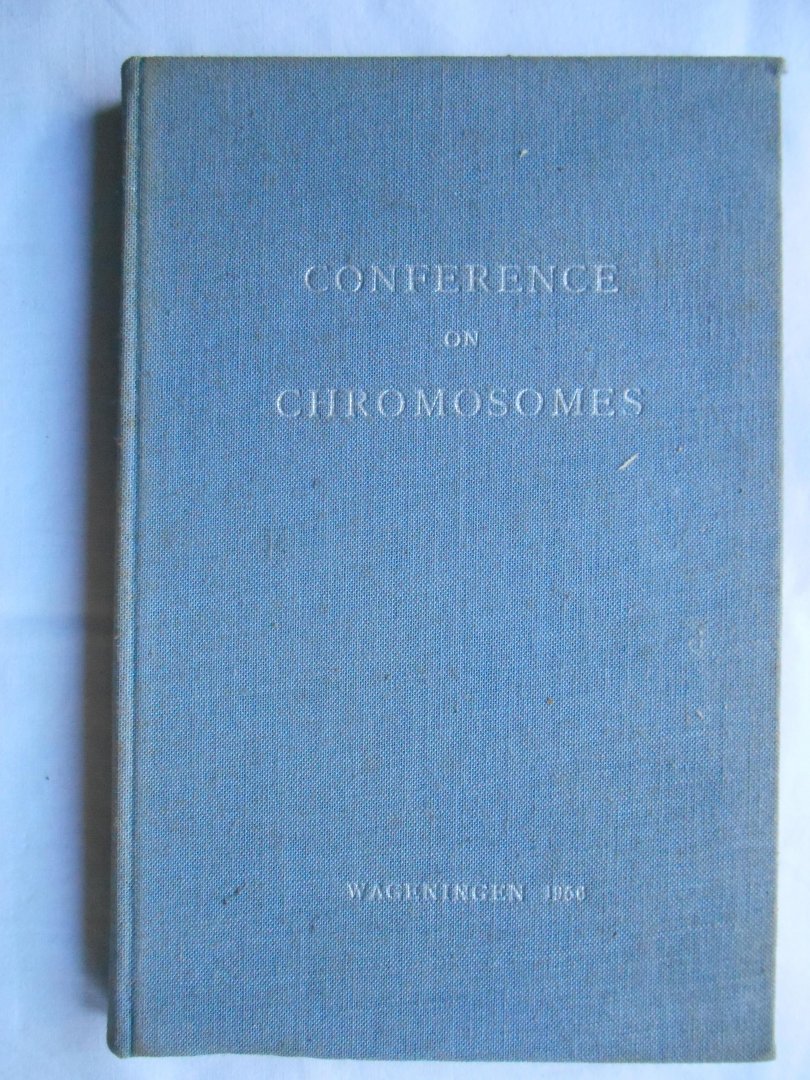 CONFERENCE
ON
CHROMOSOMES
WAGENINGEN 1956